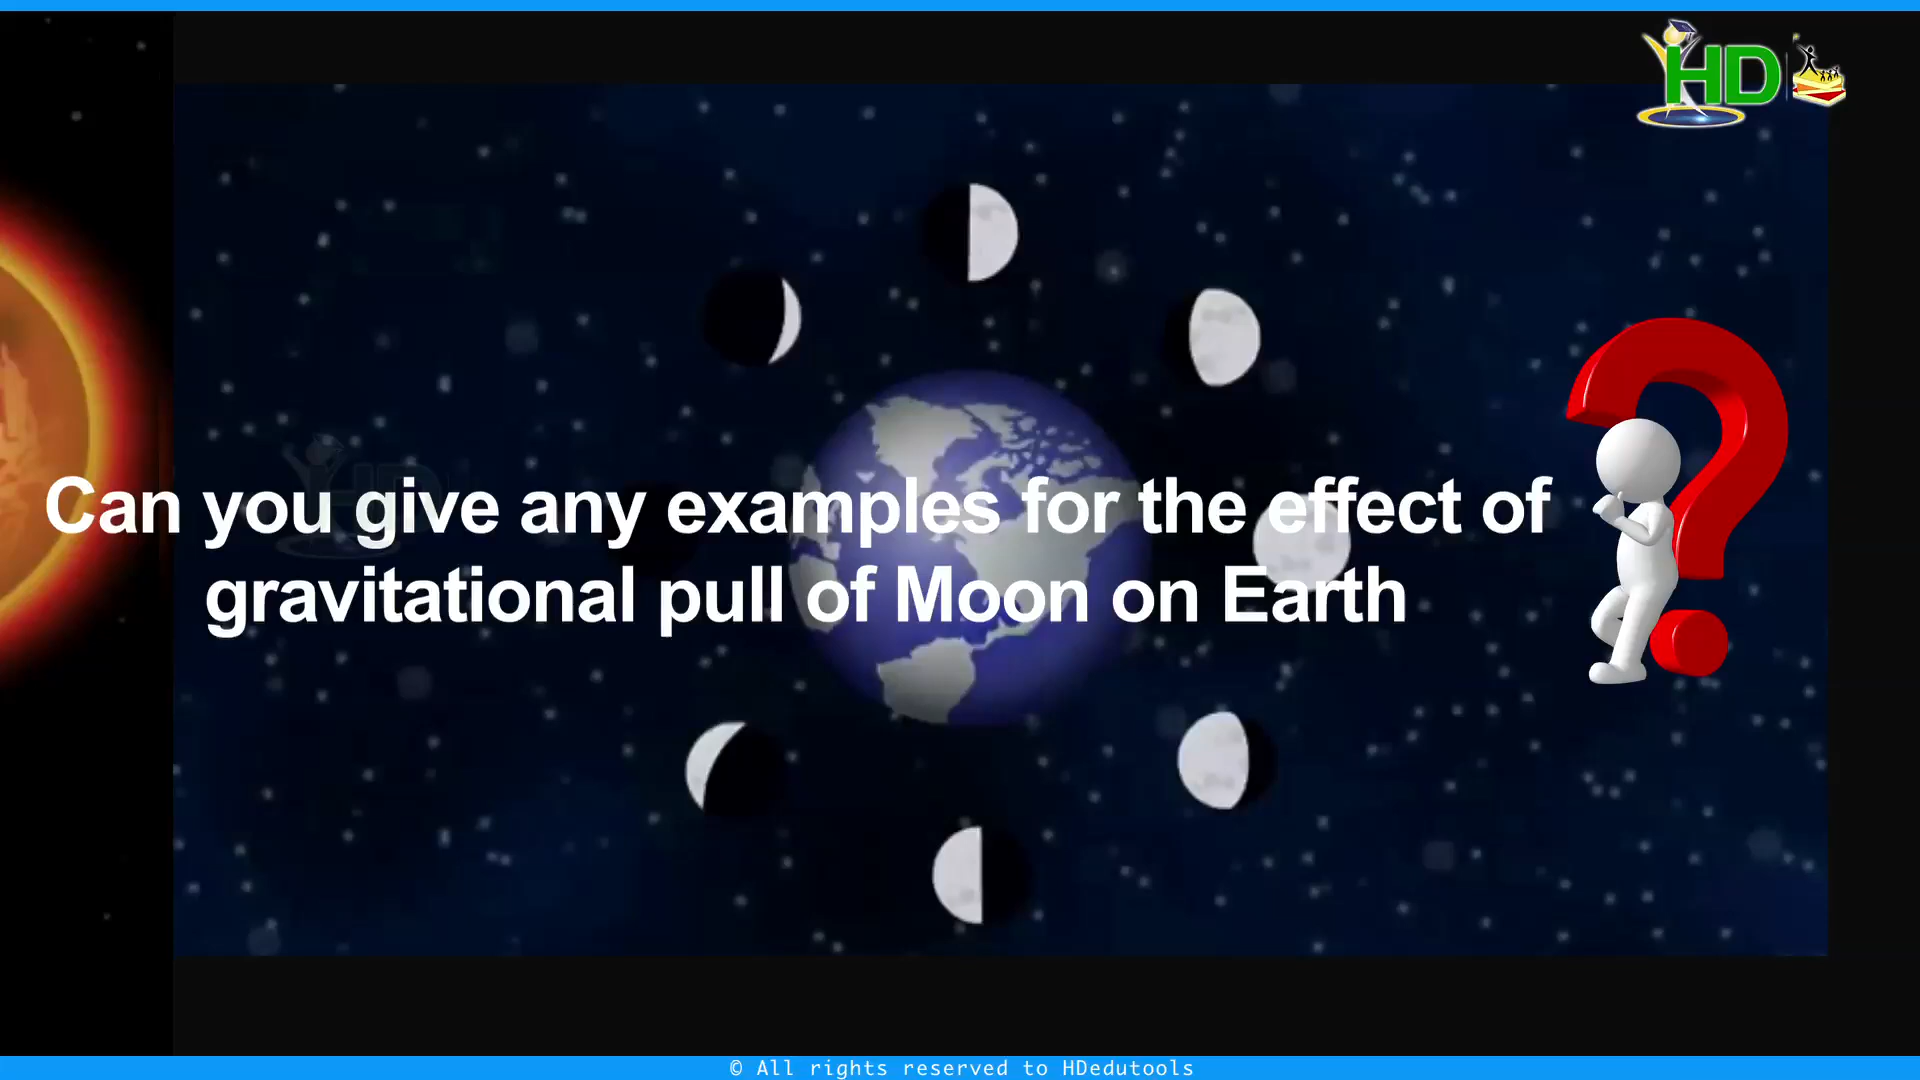 HD
Can you give any examples for the effect of
gravitational pull of Moon on Earth
© All rights reserved to HDedutools